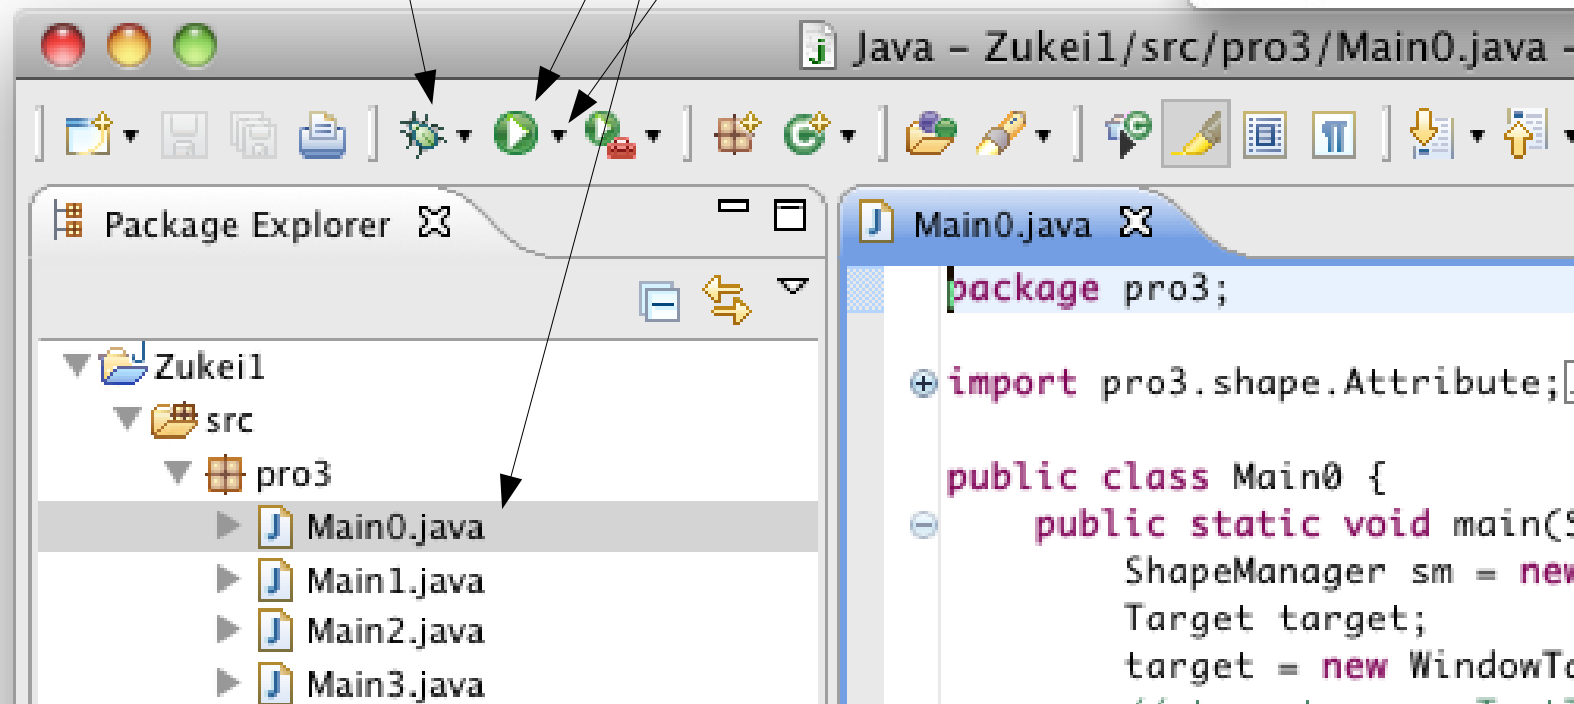 Java – Zukei1/src/pro3/Main0.java –
Package Explorer
Zukei1
src
pro3
Main0.java
Main1.java
Main2.java
Main3.java
Main0.java
package pro3;
import pro3.shape.Attribute;
public class Main0 {
public static void main(S
ShapeManager sm = new
Target target;
target = new WindowTa